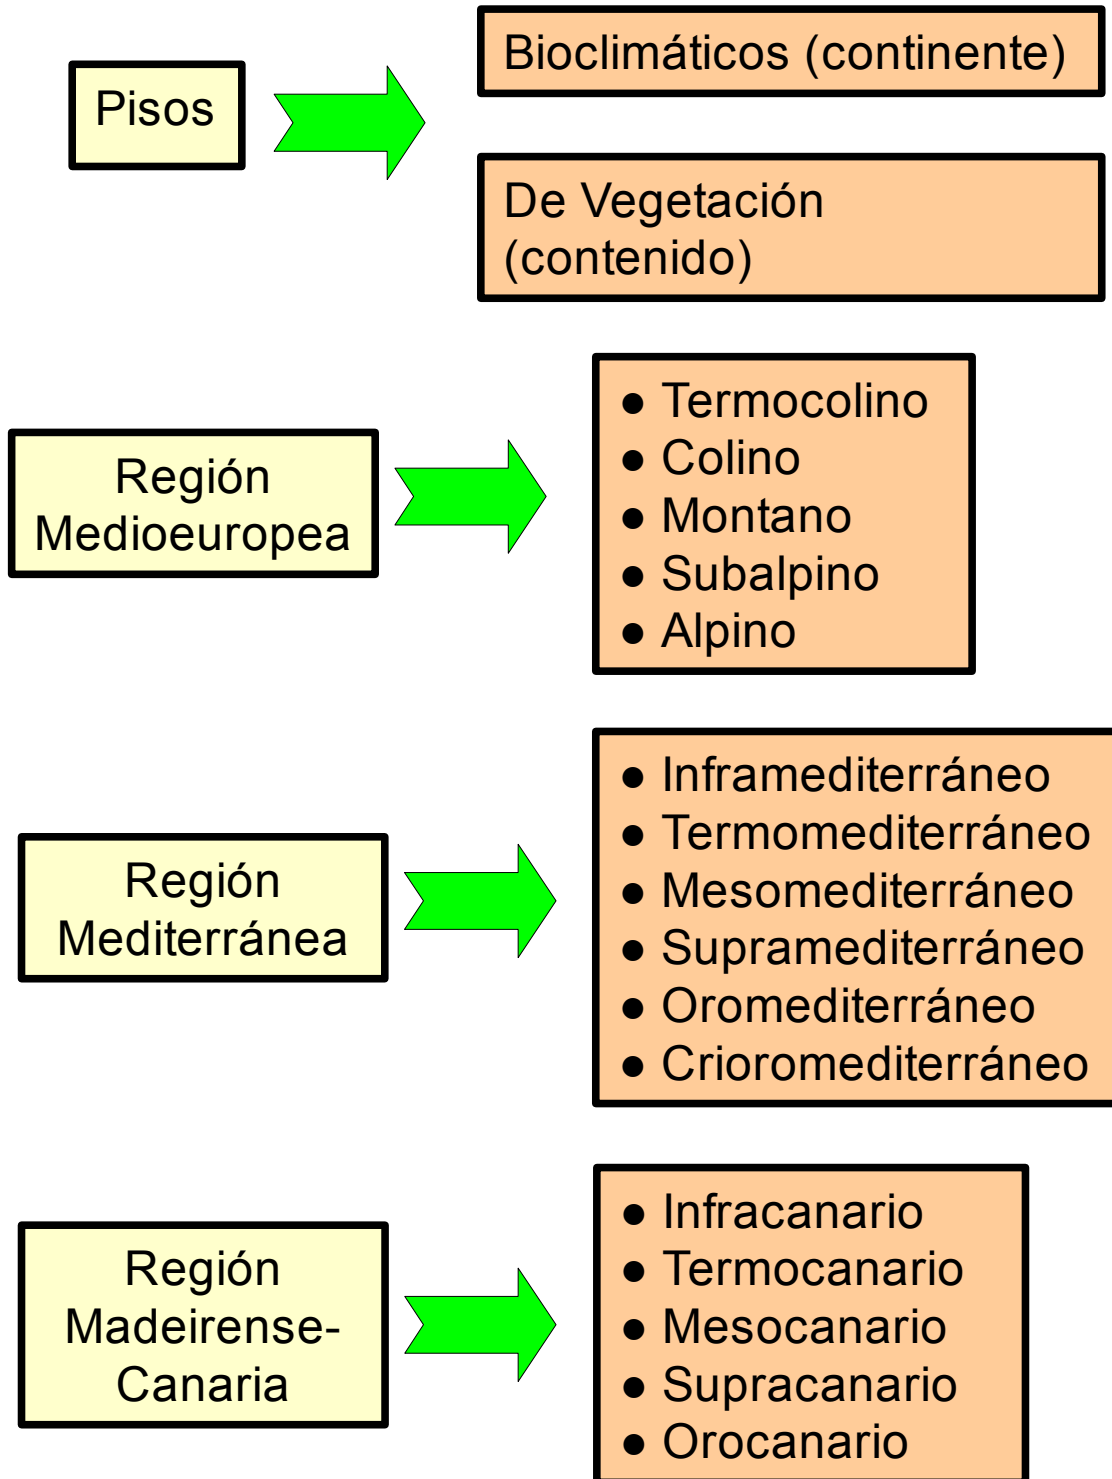 Pisos
Bioclimáticos (continente)
De Vegetación
(contenido)
Región
Medioeuropea
● Termocolino
● Colino
● Montano
● Subalpino
● Alpino
Región
Mediterránea
● Inframediterráneo
● Termomediterráneo
● Mesomediterráneo
● Supramediterráneo
● Oromediterráneo
● Crioromediterráneo
Región
Madeirense-
Canaria
● Infracanario
● Termocanario
● Mesocanario
● Supracanario
● Orocanario